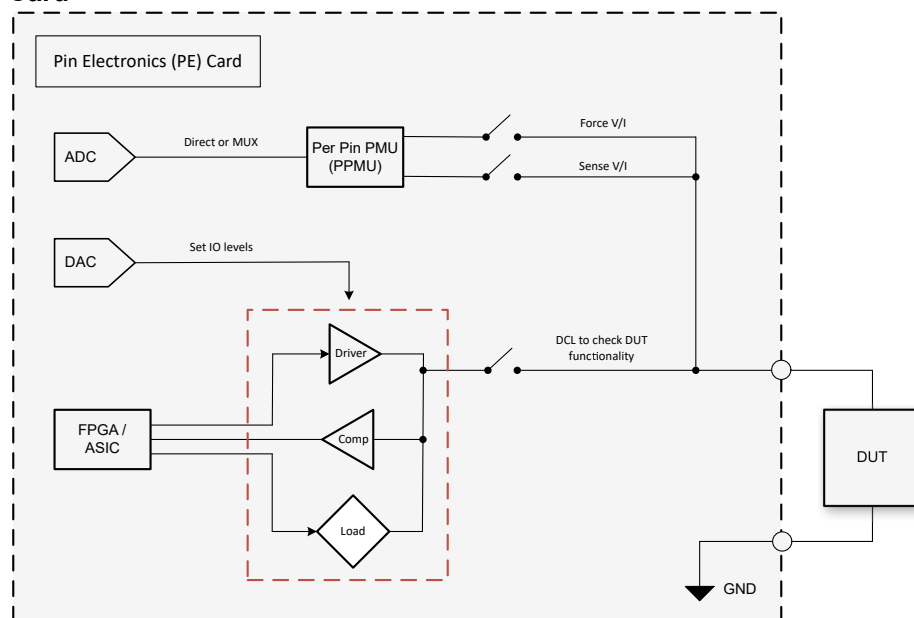 Pin Electronics (PE) Card
ADC
Direct or MUX
Per Pin PMU
(PPMU)
Force V/I
Sense V/I
DAC
Set IO levels
Driver
DCL to check DUT
functionality
FPGA /
ASIC
Comp
DUT
Load
GND